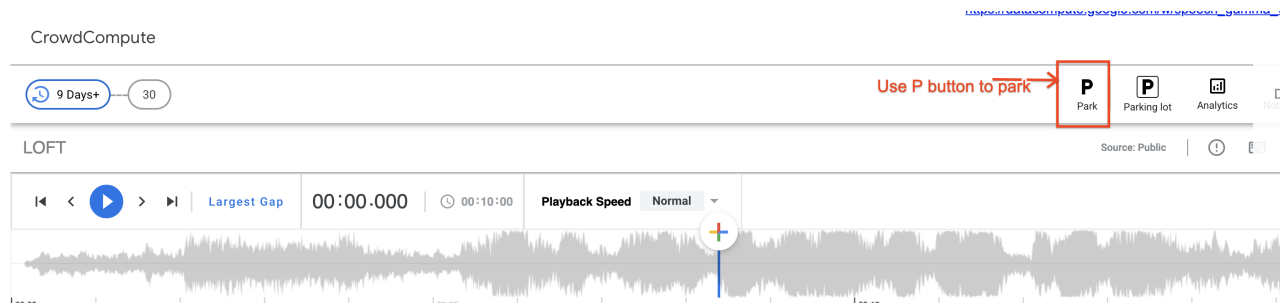 CrowdCompute
9 Days+
30
Use P button to park
P
Park
P
Parking lot
Analytics
LOFT
Source: Public
Largest Gap
00:00.000
00:10:00
Playback Speed
Normal